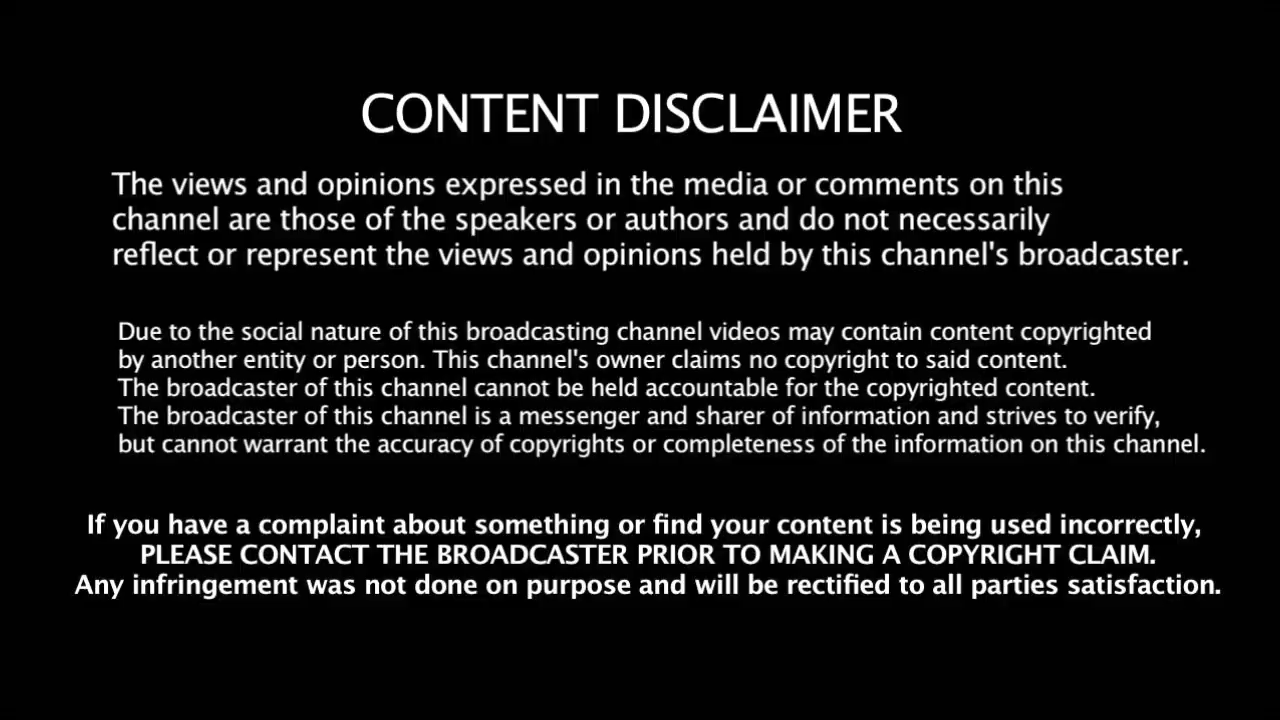 CONTENT DISCLAIMER
The views and opinions expressed in the media or comments on this
channel are those of the speakers or authors and do not necessarily
reflect or represent the views and opinions held by this channel's broadcaster.
Due to the social nature of this broadcasting channel videos may contain content copyrighted
by another entity or person. This channel's owner claims no copyright to said content.
The broadcaster of this channel cannot be held accountable for the copyrighted content.
The broadcaster of this channel is a messenger and sharer of information and strives to verify,
but cannot warrant the accuracy of copyrights or completeness of the information on this channel.
If you have a complaint about something or find your content is being used incorrectly,
PLEASE CONTACT THE BROADCASTER PRIOR TO MAKING A COPYRIGHT CLAIM.
Any infringement was not done on purpose and will be rectified to all parties satisfaction.